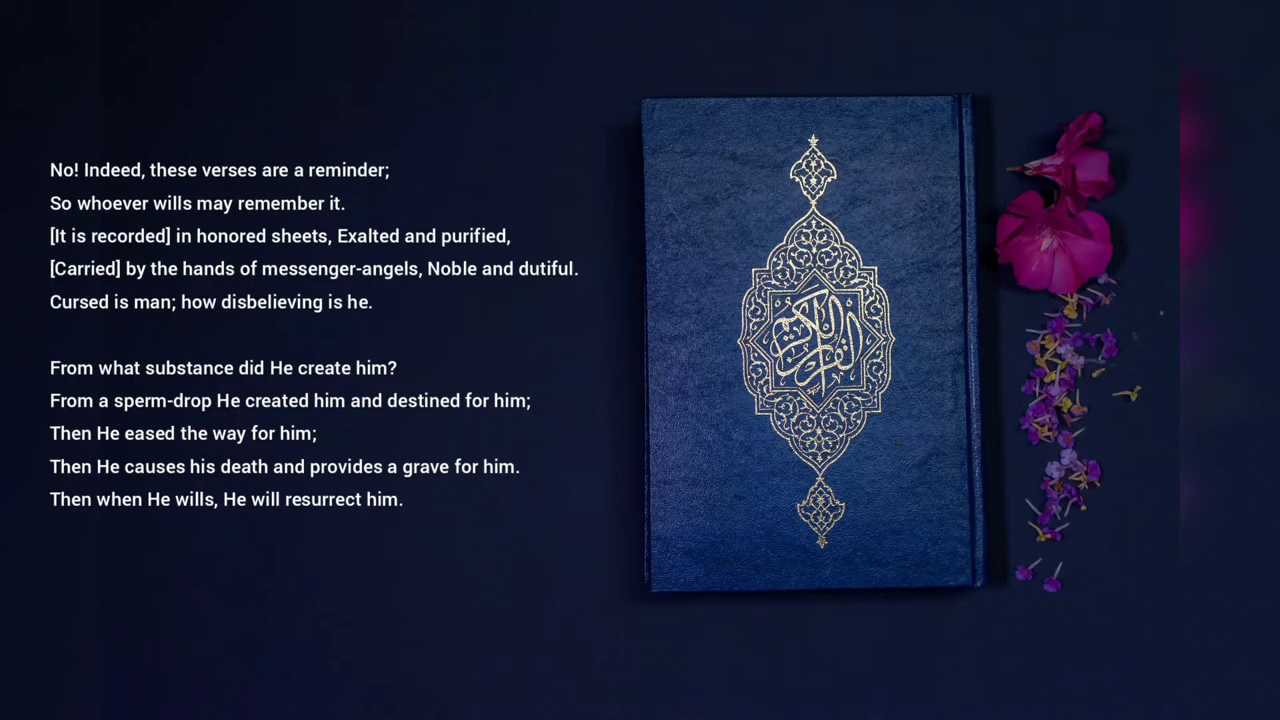 No! Indeed, these verses are a reminder;
So whoever wills may remember it.
[It is recorded] in honored sheets, Exalted and purified,
[Carried] by the hands of messenger-angels, Noble and dutiful.
Cursed is man; how disbelieving is he.
From what substance did He create him?
From a sperm-drop He created him and destined for him;
Then He eased the way for him;
Then He causes his death and provides a grave for him.
Then when He wills, He will resurrect him.
القرآن الكريم